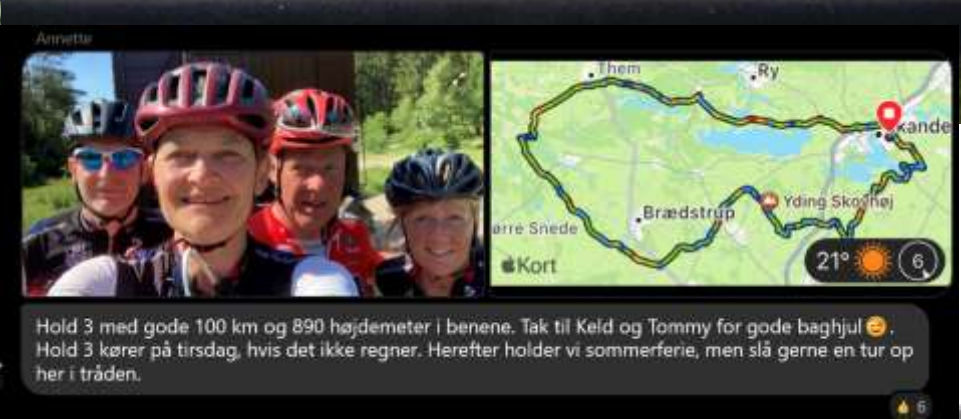 Annette
Them
Ry
kande
Yding Skovhøj
Brædstrup
ørre Snede
Kort
21°
6
Hold 3 med gode 100 km og 890 højdemeter i benene. Tak til Keld og Tommy for gode baghjul😉.
Hold 3 kører på tirsdag, hvis det ikke regner. Herefter holder vi sommerferie, men slå gerne en tur op
her i tråden.
👍 6